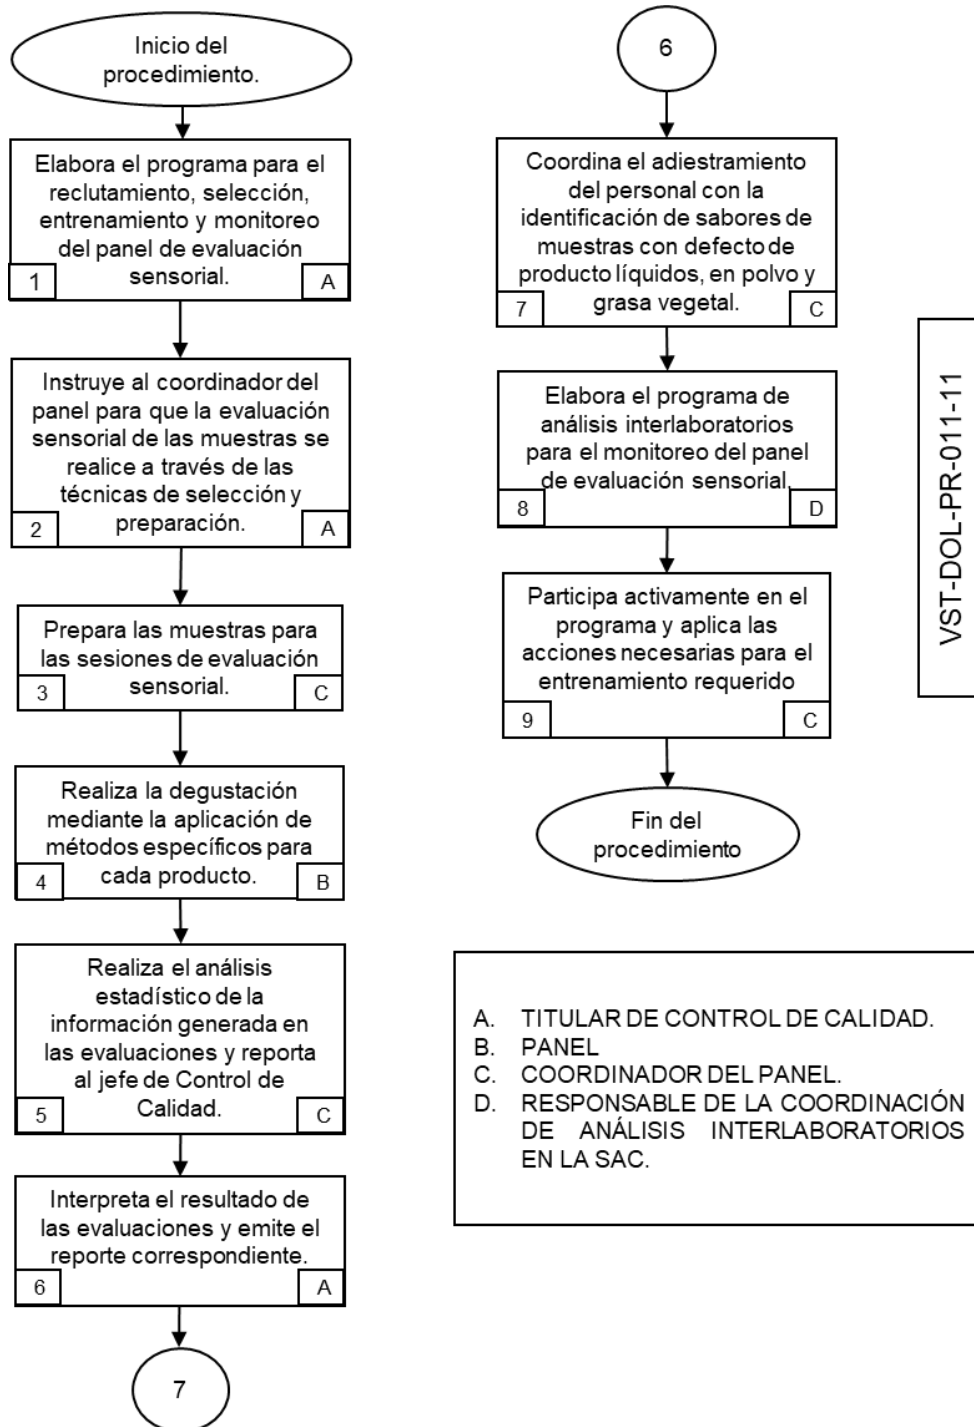 Inicio del
procedimiento.
Elabora el programa para el
reclutamiento, selección,
entrenamiento y monitoreo
del panel de evaluación
sensorial.
1
A
Instruye al coordinador del
panel para que la evaluación
sensorial de las muestras se
realice a través de las
técnicas de selección y
preparación.
2
A
Prepara las muestras para
las sesiones de evaluación
sensorial.
3
C
Realiza la degustación
mediante la aplicación de
métodos específicos para
cada producto.
4
B
Realiza el análisis
estadístico de la
información generada en
las evaluaciones y reporta
al jefe de Control de
Calidad.
5
C
Interpreta el resultado de
las evaluaciones y emite el
reporte correspondiente.
6
A
7
6
Coordina el adiestramiento
del personal con la
identificación de sabores de
muestras con defecto de
producto líquidos, en polvo y
grasa vegetal.
7
C
Elabora el programa de
análisis interlaboratorios
para el monitoreo del panel
de evaluación sensorial.
8
D
Participa activamente en el
programa y aplica las
acciones necesarias para el
entrenamiento requerido
9
C
Fin del
procedimiento
VST-DOL-PR-011-11
A. TITULAR DE CONTROL DE CALIDAD.
B. PANEL
C. COORDINADOR DEL PANEL.
D. RESPONSABLE DE LA COORDINACIÓN
DE ANÁLISIS INTERLABORATORIOS
EN LA SAC.